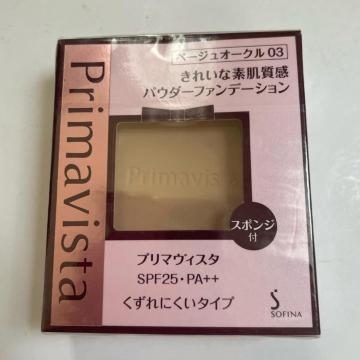 Primavista
ベージュオークル 03
きれいな素肌質感
パウダーファンデーション
Primavista
スポンジ
付
プリマヴィスタ
SPF25・PA++
くずれにくいタイプ
SOFINA